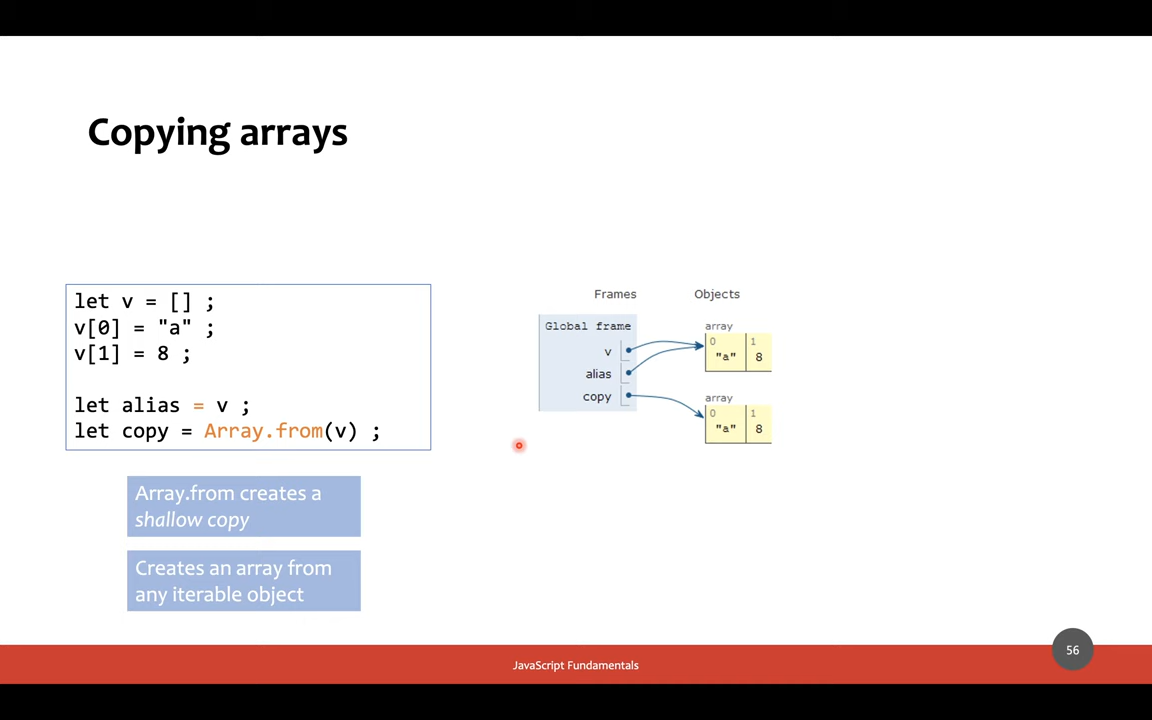 Copying arrays
let v = [] ;
v[0] = "a" ;
v[1] = 8 ;
let alias = v ;
let copy = Array.from(v) ;
Array.from creates a
shallow copy
Creates an array from
any iterable object
Frames Objects
Global frame
v
alias
copy
array
0 1
"a" 8
array
0 1
"a" 8
JavaScript Fundamentals
56